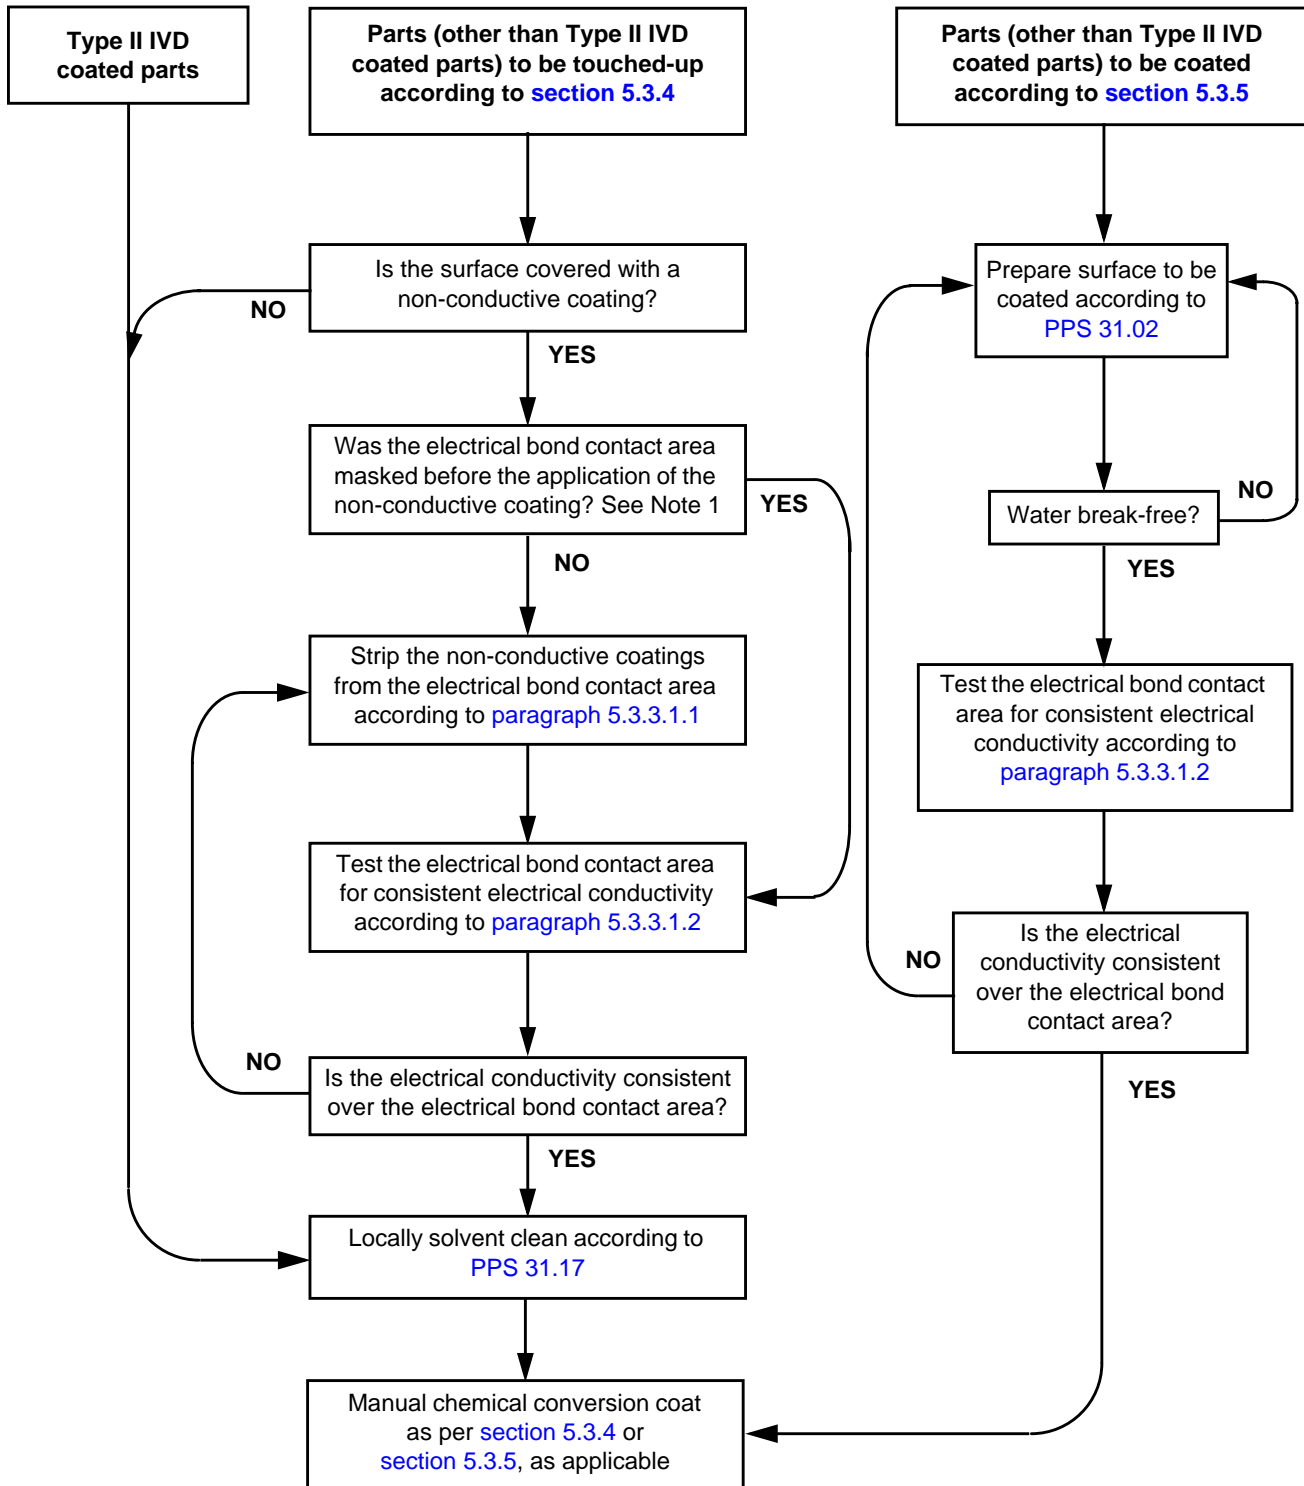 Type II IVD
coated parts
Parts (other than Type II IVD
coated parts) to be touched-up
according to section 5.3.4
Parts (other than Type II IVD
coated parts) to be coated
according to section 5.3.5
Is the surface covered with a
non-conductive coating?
NO
YES
Was the electrical bond contact area
masked before the application of the
non-conductive coating? See Note 1
YES
NO
Strip the non-conductive coatings
from the electrical bond contact area
according to paragraph 5.3.3.1.1
Test the electrical bond contact area
for consistent electrical conductivity
according to paragraph 5.3.3.1.2
NO
Is the electrical conductivity consistent
over the electrical bond contact area?
YES
Locally solvent clean according to
PPS 31.17
Manual chemical conversion coat
as per section 5.3.4 or
section 5.3.5, as applicable
Prepare surface to be
coated according to
PPS 31.02
NO
Water break-free?
YES
Test the electrical bond contact
area for consistent electrical
conductivity according to
paragraph 5.3.3.1.2
NO
Is the electrical
conductivity consistent
over the electrical bond
contact area?
YES